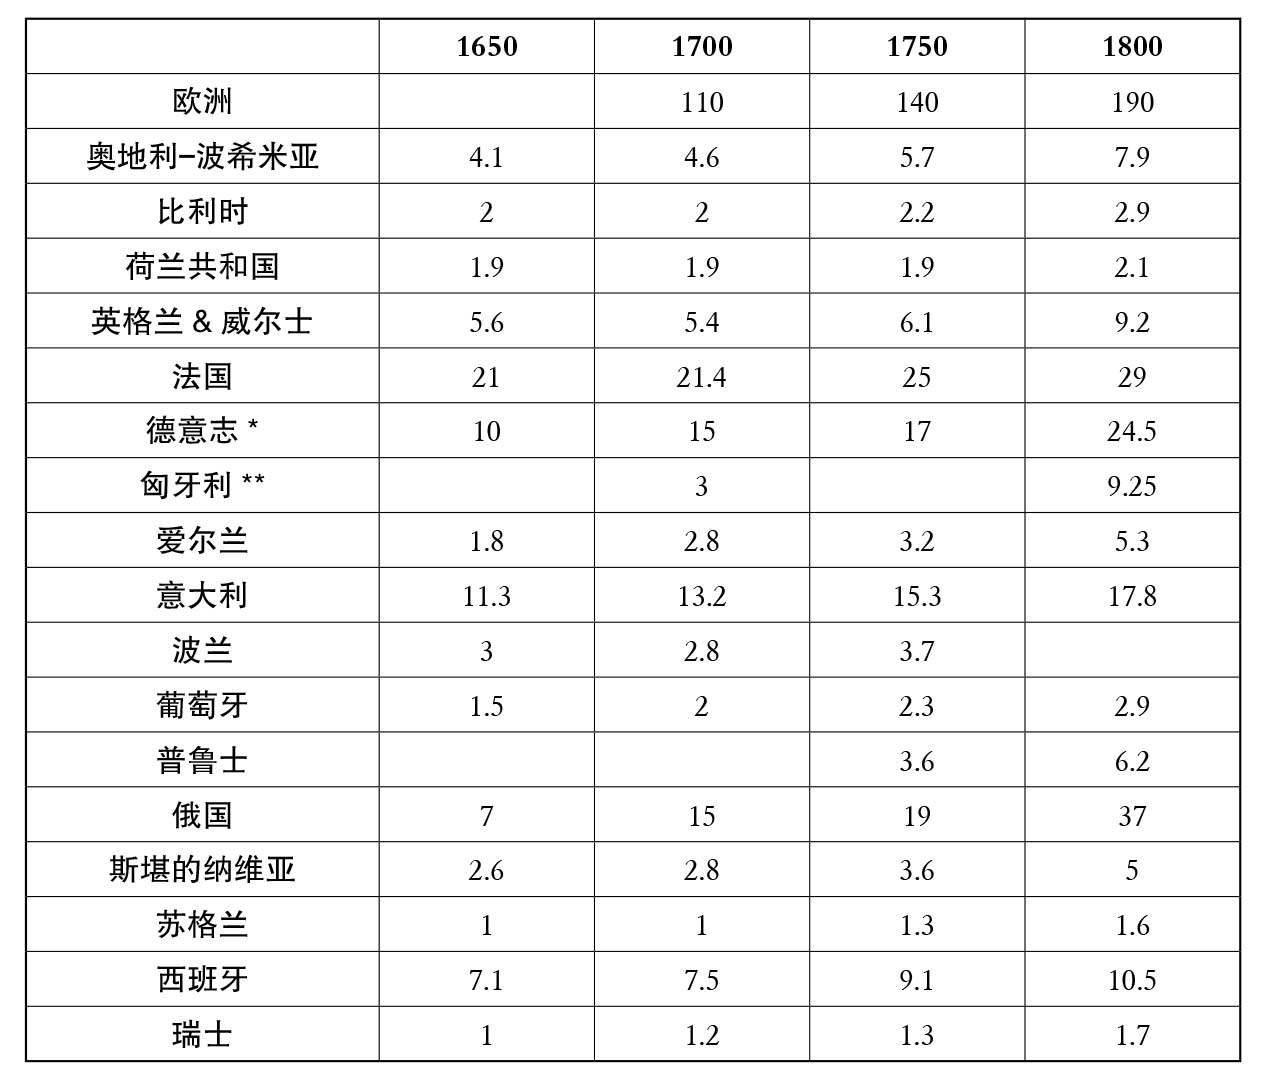 1650 1700 1750 1800
欧洲 110 140 190
奥地利–波希米亚 4.1 4.6 5.7 7.9
比利时 2 2 2.2 2.9
荷兰共和国 1.9 1.9 1.9 2.1
英格兰 & 威尔士 5.6 5.4 6.1 9.2
法国 21 21.4 25 29
德意志 * 10 15 17 24.5
匈牙利 ** 3 9.25
爱尔兰 1.8 2.8 3.2 5.3
意大利 11.3 13.2 15.3 17.8
波兰 3 2.8 3.7
葡萄牙 1.5 2 2.3 2.9
普鲁士 3.6 6.2
俄国 7 15 19 37
斯堪的纳维亚 2.6 2.8 3.6 5
苏格兰 1 1 1.3 1.6
西班牙 7.1 7.5 9.1 10.5
瑞士 1 1.2 1.3 1.7